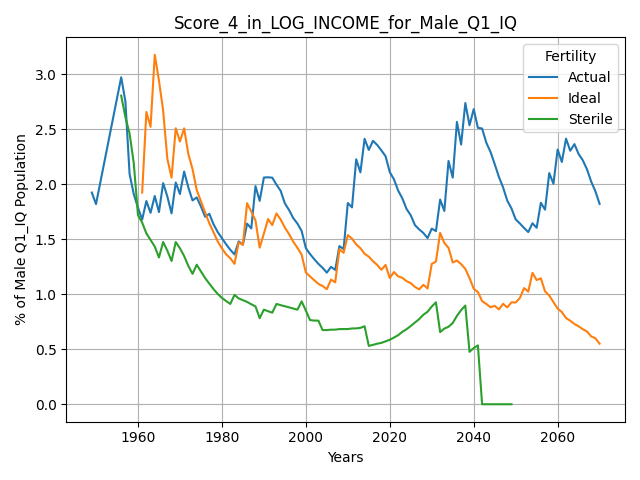 Score_4_in_LOG_INCOME_for_Male_Q1_IQ
% of Male Q1_IQ Population
3.0
2.5
2.0
1.5
1.0
0.5
0.0
Fertility
Actual
Ideal
Sterile
1960 1980 2000 2020 2040 2060
Years